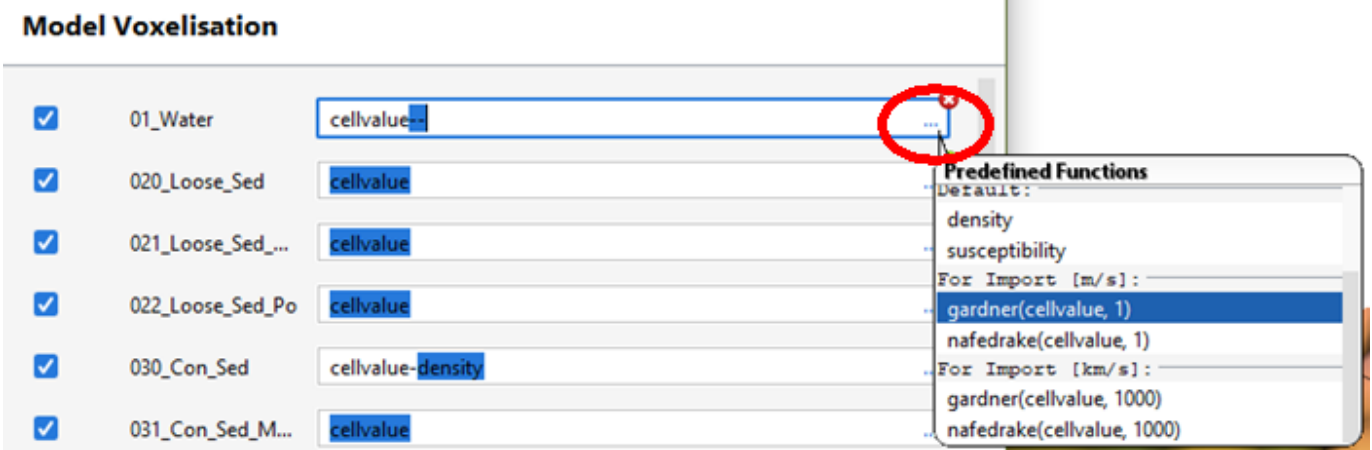 Model Voxelisation
01_Water cellvalue-- ...
Predefined Functions
Default:
020_Loose_Sed cellvalue
density
susceptibility
021_Loose_Sed_... cellvalue
For Import [m/s]:
022_Loose_Sed_Po cellvalue
gardner(cellvalue, 1)
nafedrake(cellvalue, 1)
030_Con_Sed cellvalue-density
For Import [km/s]:
gardner(cellvalue, 1000)
031_Con_Sed_M... cellvalue
nafedrake(cellvalue, 1000)